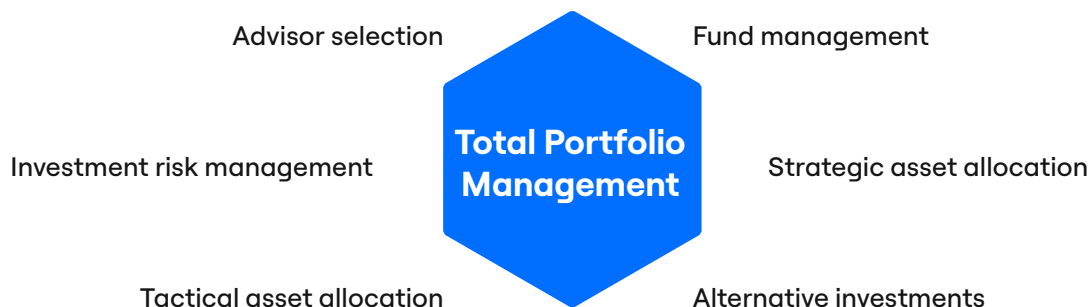 Advisor selection
Fund management
Total Portfolio
Management
Investment risk management
Strategic asset allocation
Tactical asset allocation
Alternative investments